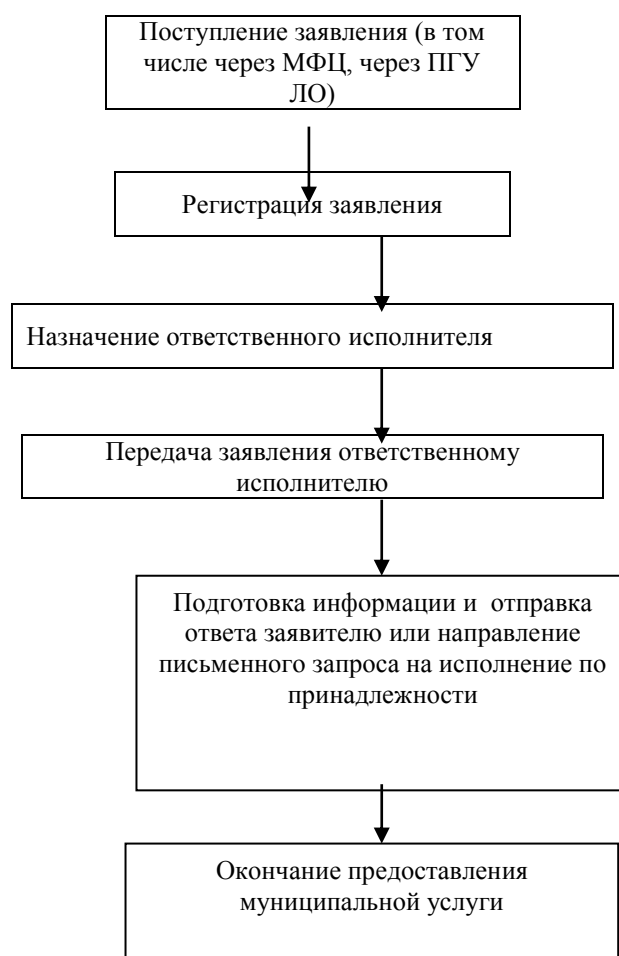 Поступление заявления (в том
числе через МФЦ, через ПГУ
ЛО)
Регистрация заявления
Назначение ответственного исполнителя
Передача заявления ответственному
исполнителю
Подготовка информации и отправка
ответа заявителю или направление
письменного запроса на исполнение по
принадлежности
Окончание предоставления
муниципальной услуги